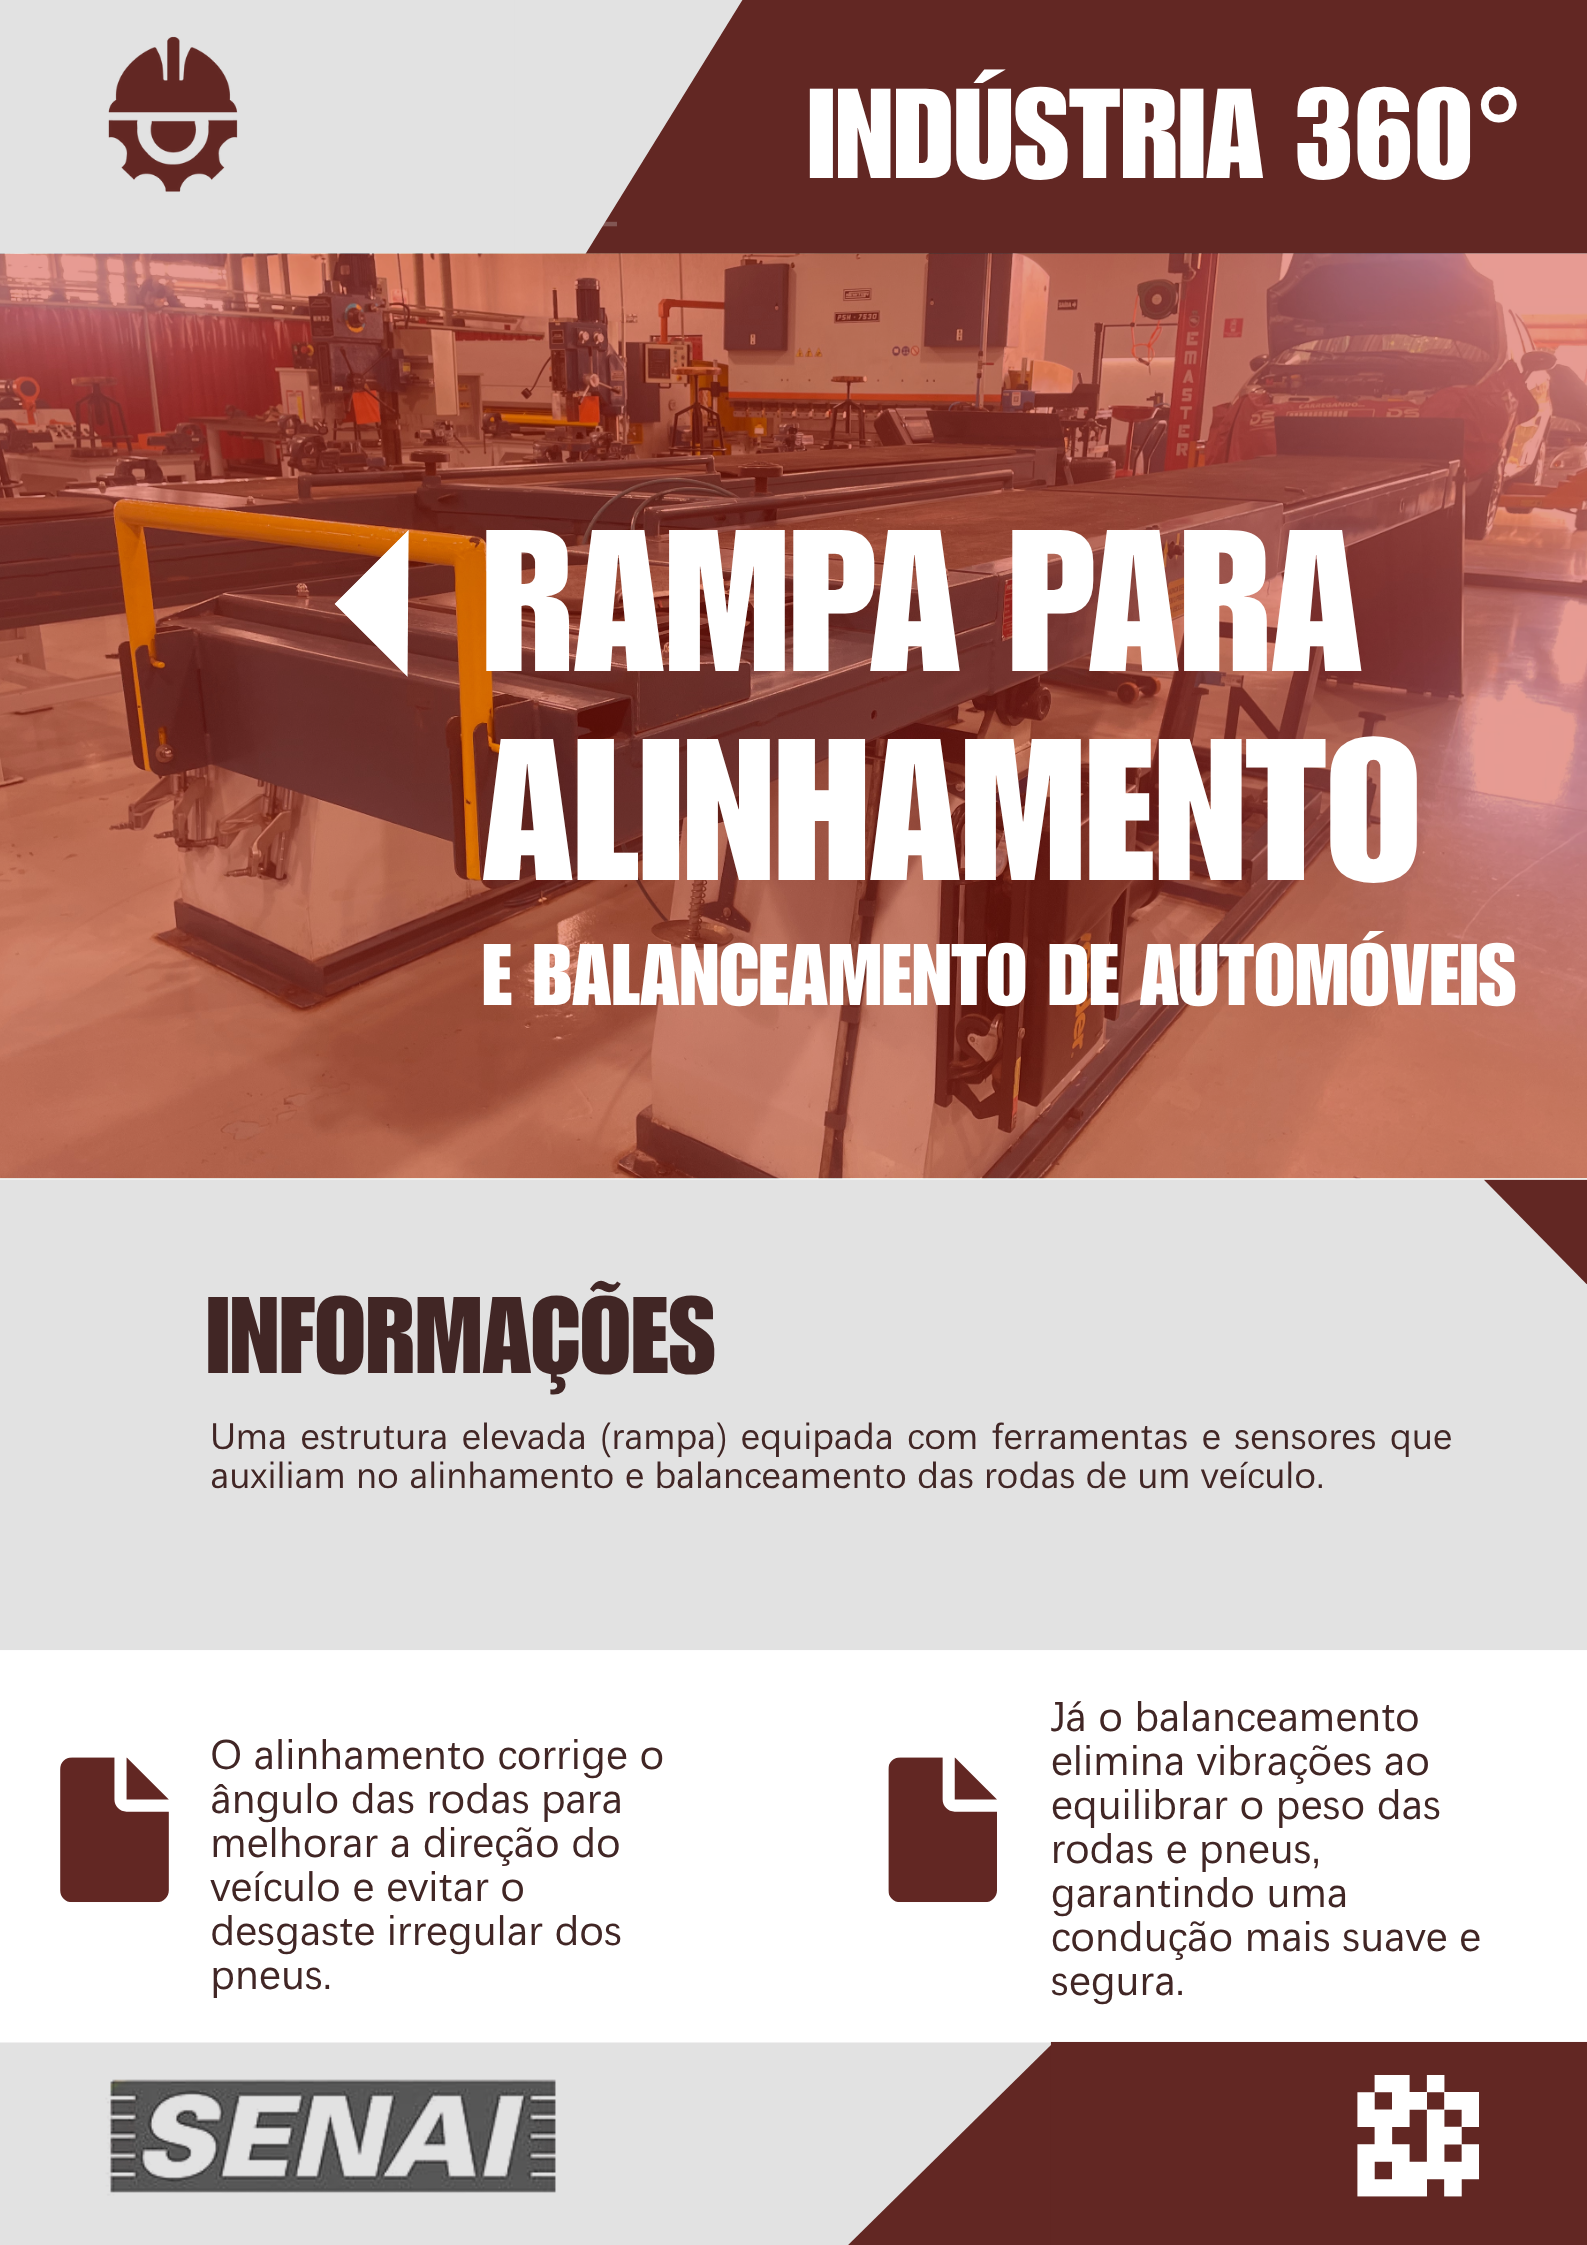 INDÚSTRIA 360°
PSH - 7630
EMASTER
RAMPA PARA
ALINHAMENTO
E BALANCEAMENTO DE AUTOMÓVEIS
INFORMAÇÕES
Uma estrutura elevada (rampa) equipada com ferramentas e sensores que
auxiliam no alinhamento e balanceamento das rodas de um veículo.
O alinhamento corrige o
ângulo das rodas para
melhorar a direção do
veículo e evitar o
desgaste irregular dos
pneus.
Já o balanceamento
elimina vibrações ao
equilibrar o peso das
rodas e pneus,
garantindo uma
condução mais suave e
segura.
SENAI